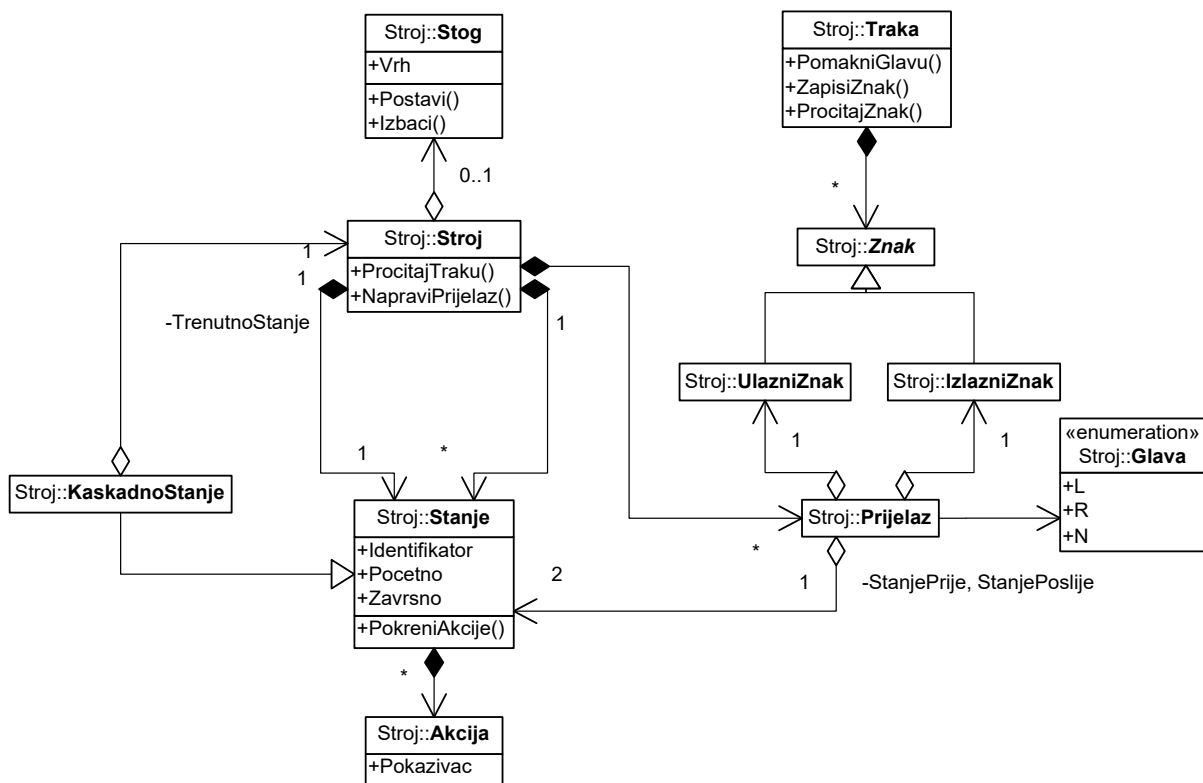 Stroj::Stog
+Vrh
+Postavi()
+Izbaci()
Stroj::Traka
+PomakniGlavu()
+ZapisiZnak()
+ProcitajZnak()
0..1
*
Stroj::Stroj
+ProcitajTraku()
+NapraviPrijelaz()
1
1
-TrenutnoStanje
1
Stroj::Znak
Stroj::UlazniZnak
Stroj::IzlazniZnak
1
1
«enumeration»
Stroj::Glava
+L
+R
+N
1
*
Stroj::KaskadnoStanje
Stroj::Stanje
+Identifikator
+Pocetno
+Zavrsno
+PokreniAkcije()
Stroj::Prijelaz
*
2
1
-StanjePrije, StanjePoslije
*
Stroj::Akcija
+Pokazivac